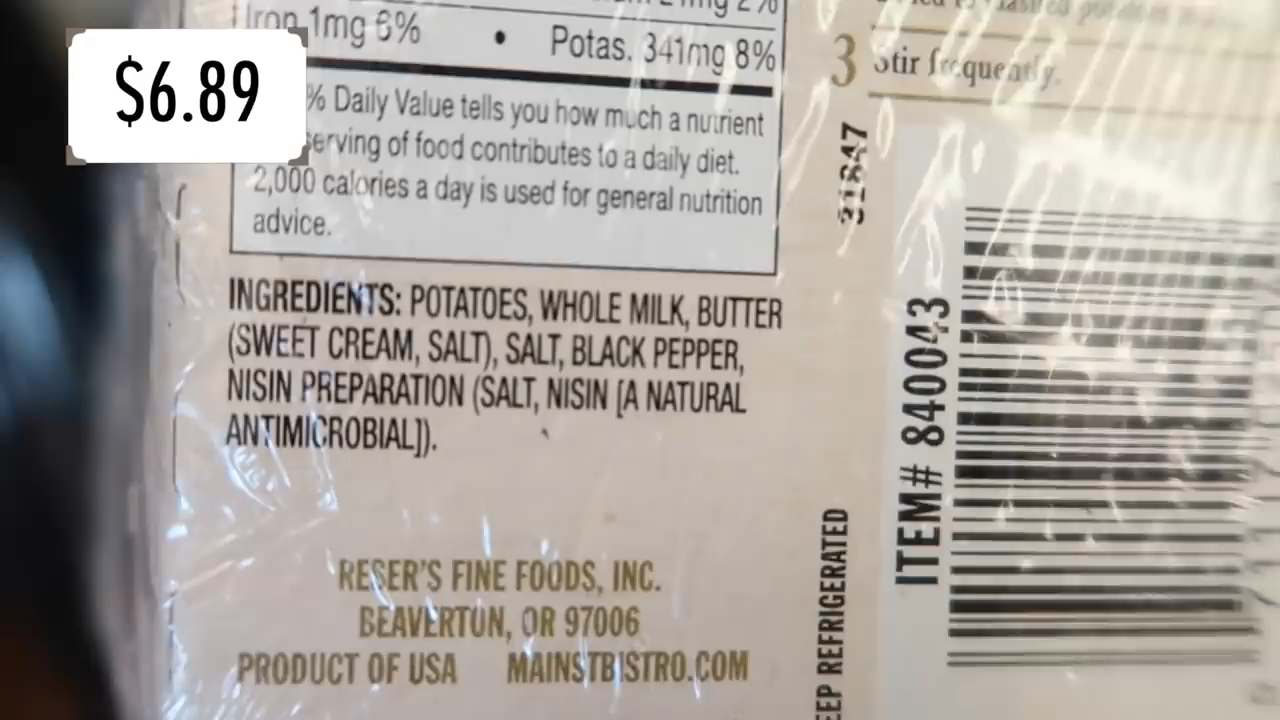 $6.89
mg 2%
Iron 1mg 6% • Potas. 341mg 8%
% Daily Value tells you how much a nutrient
serving of food contributes to a daily diet.
2,000 calories a day is used for general nutrition
advice.
INGREDIENTS: POTATOES, WHOLE MILK, BUTTER
(SWEET CREAM, SALT), SALT, BLACK PEPPER,
NISIN PREPARATION (SALT, NISIN [A NATURAL
ANTIMICROBIAL]).
RESER'S FINE FOODS, INC.
BEAVERTON, OR 97006
PRODUCT OF USA MAINSTBISTRO.COM
3 Stir frequently.
31847
ITEM# 840043
EEP REFRIGERATED